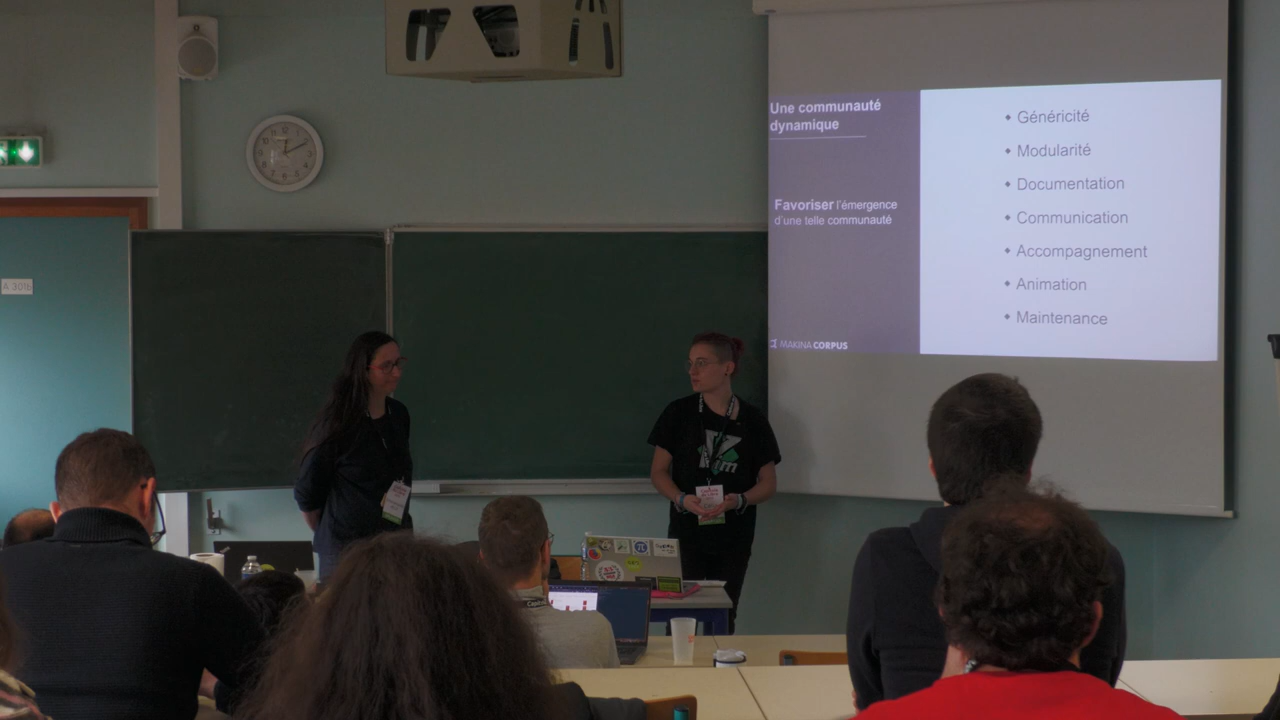 Une communauté
dynamique
Favoriser l'émergence
d'une telle communauté
MAKINA CORPUS
Généricité
Modularité
Documentation
Communication
Accompagnement
Animation
Maintenance
A 3016